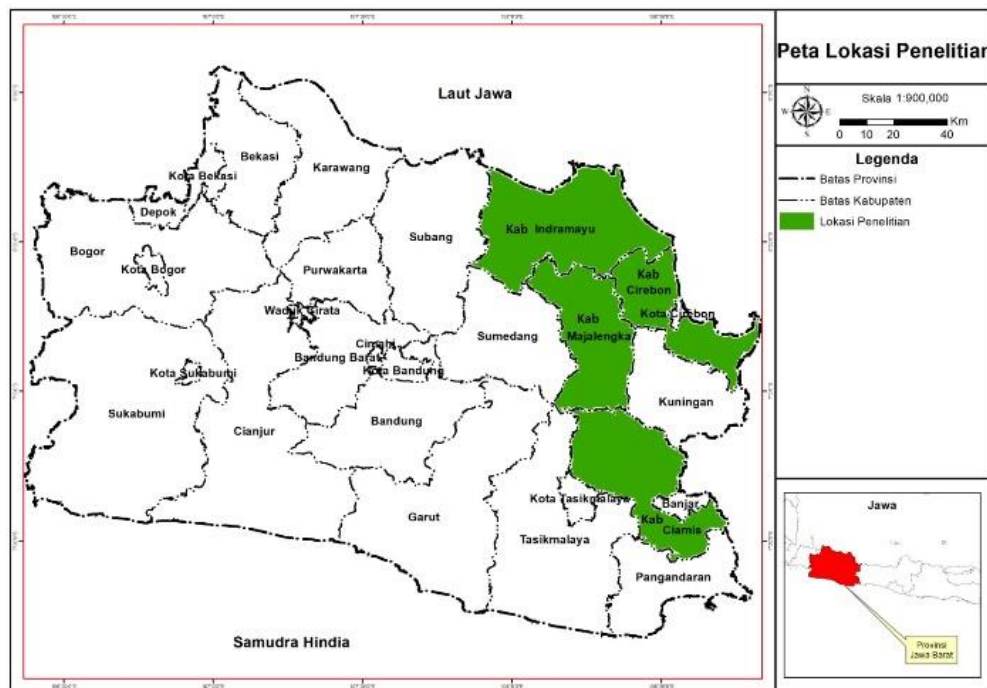 Peta Lokasi Penelitian
N
W E
S
Skala 1:900,000
Km
0 10 20 40
Legenda
Batas Provinsi
Batas Kabupaten
Lokasi Penelitian
Laut Jawa
Bekasi
Karawang
Kota Bekasi
Depok
Bogor
Kota Bogor
Subang
Purwakarta
Kab Indramayu
Kab
Cirebon
Kota Cirebon
Waduk Cirata
Cimahi
Bandung Barat
Kota Bandung
Sumedang
Kab
Majalengka
Kota Sukabumi
Sukabumi
Cianjur
Bandung
Kuningan
Garut
Kota Tasikmalaya
Tasikmalaya
Banjar
Kab
Ciamis
Pangandaran
Samudra Hindia
Jawa
Provinsi
Jawa Barat